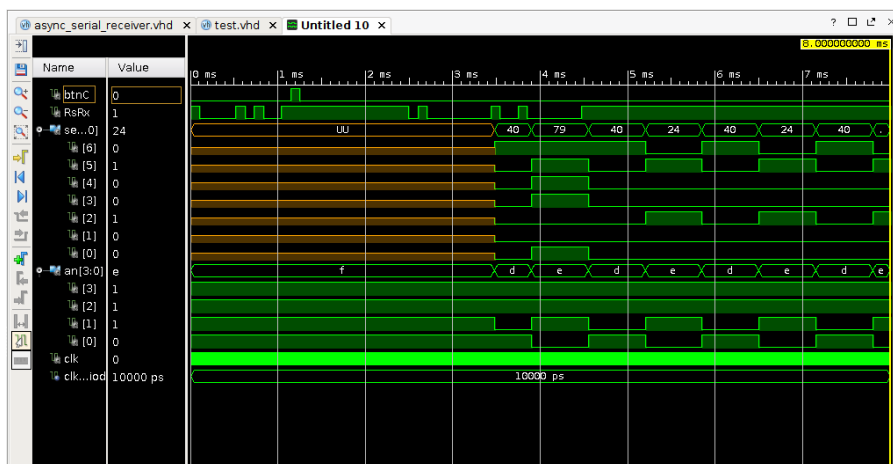 async_serial_receiver.vhd × test.vhd × Untitled 10 ×
?
8.000000000 ms
Name Value
0 ms 1 ms 2 ms 3 ms 4 ms 5 ms 6 ms 7 ms
btnC 0
RsRx 1
se...0] 24 UU 40 79 40 24 40 24 40 .
[6] 0
[5] 1
[4] 0
[3] 0
[2] 1
[1] 0
[0] 0
an[3:0] e f d e d e d e d e
[3] 1
[2] 1
[1] 1
[0] 0
clk 0
clk...iod 10000 ps 10000 ps